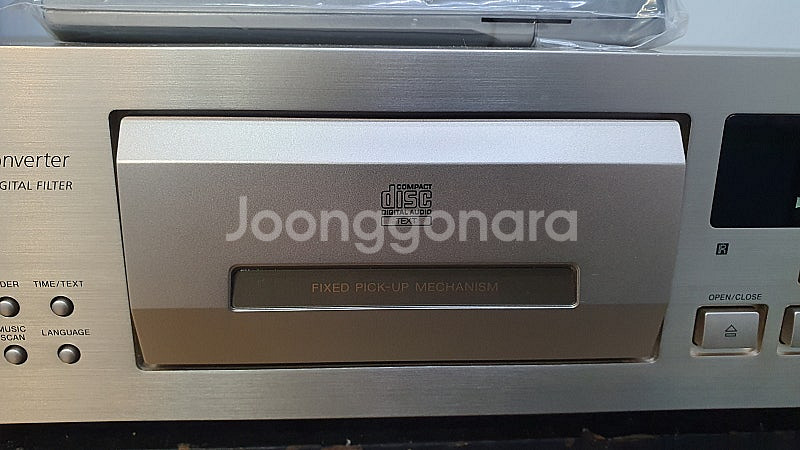 onverter
GITAL FILTER
COMPACT
disc
DIGITAL AUDIO
TEXT
Joonggonara
FIXED PICK-UP MECHANISM
DER
TIME/TEXT
MUSIC
SCAN
LANGUAGE
R
OPEN/CLOSE